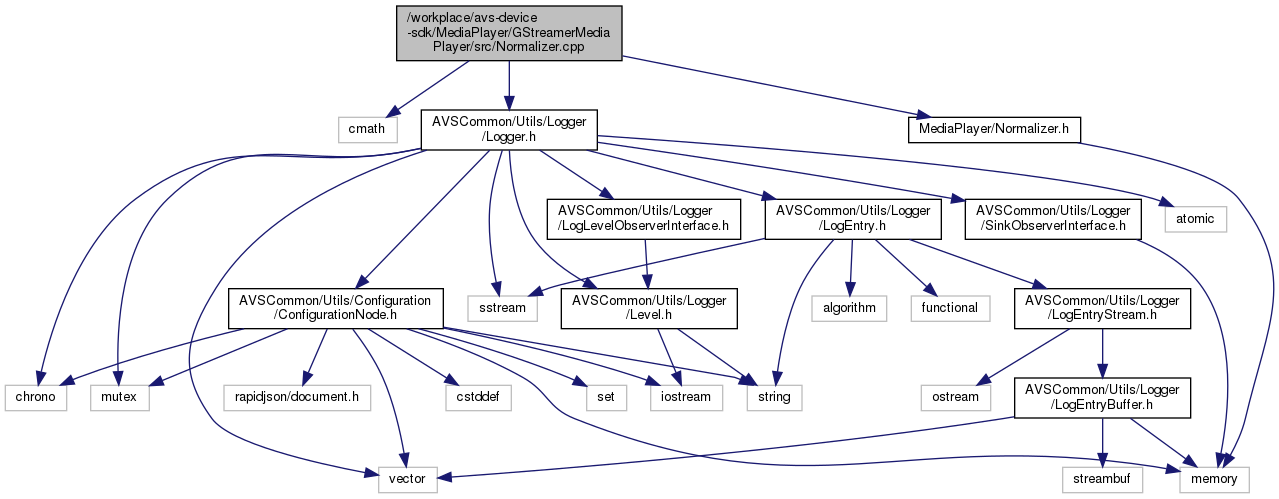 /workplace/avs-device
-sdk/MediaPlayer/GStreamerMedia
Player/src/Normalizer.cpp
cmath
AVSCommon/Utils/Logger
/Logger.h
MediaPlayer/Normalizer.h
AVSCommon/Utils/Logger
/LogLevelObserverInterface.h
AVSCommon/Utils/Logger
/LogEntry.h
AVSCommon/Utils/Logger
/SinkObserverInterface.h
atomic
AVSCommon/Utils/Configuration
/ConfigurationNode.h
sstream
AVSCommon/Utils/Logger
/Level.h
algorithm
functional
AVSCommon/Utils/Logger
/LogEntryStream.h
chrono
mutex
rapidjson/document.h
cstddef
set
iostream
string
ostream
AVSCommon/Utils/Logger
/LogEntryBuffer.h
vector
streambuf
memory